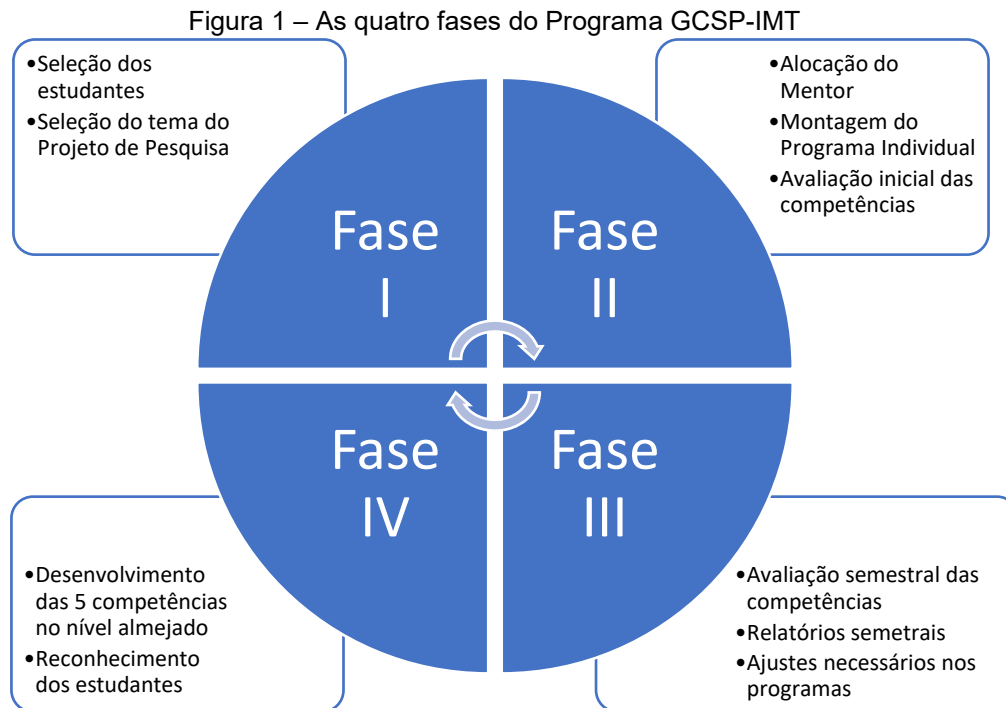 Figura 1 – As quatro fases do Programa GCSP-IMT
•Seleção dos
estudantes
•Seleção do tema do
Projeto de Pesquisa
•Alocação do
Mentor
•Montagem do
Programa Individual
•Avaliação inicial das
competências
Fase
I
Fase
II
Fase
IV
Fase
III
•Desenvolvimento
das 5 competências
no nível almejado
•Reconhecimento
dos estudantes
•Avaliação semestral das
competências
•Relatórios semetrais
•Ajustes necessários nos
programas